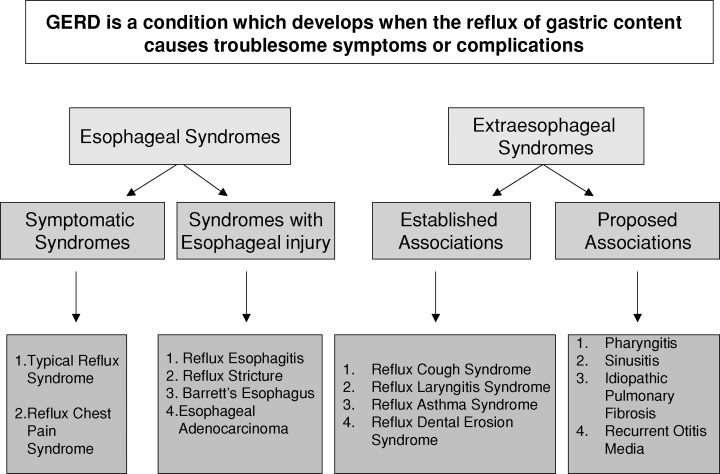 GERD is a condition which develops when the reflux of gastric content
causes troublesome symptoms or complications
Esophageal Syndromes
Extraesophageal
Syndromes
Symptomatic
Syndromes
Syndromes with
Esophageal injury
Established
Associations
Proposed
Associations
1.Typical Reflux
Syndrome
2.Reflux Chest
Pain
Syndrome
1. Reflux Esophagitis
2. Reflux Stricture
3. Barrett's Esophagus
4.Esophageal
Adenocarcinoma
1. Reflux Cough Syndrome
2. Reflux Laryngitis Syndrome
3. Reflux Asthma Syndrome
4. Reflux Dental Erosion
Syndrome
1. Pharyngitis
2. Sinusitis
3. Idiopathic
Pulmonary
Fibrosis
4. Recurrent Otitis
Media